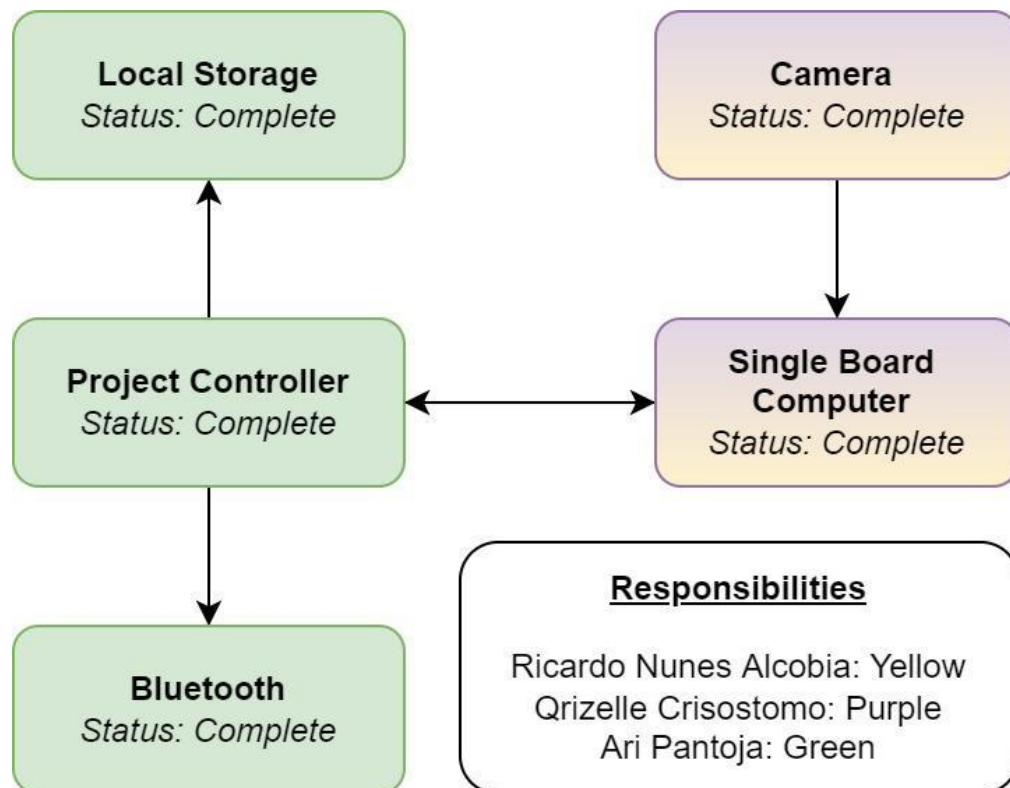 Local Storage
Status: Complete
Camera
Status: Complete
Project Controller
Status: Complete
Single Board
Computer
Status: Complete
Bluetooth
Status: Complete
Responsibilities
Ricardo Nunes Alcobia: Yellow
Qrizelle Crisostomo: Purple
Ari Pantoja: Green